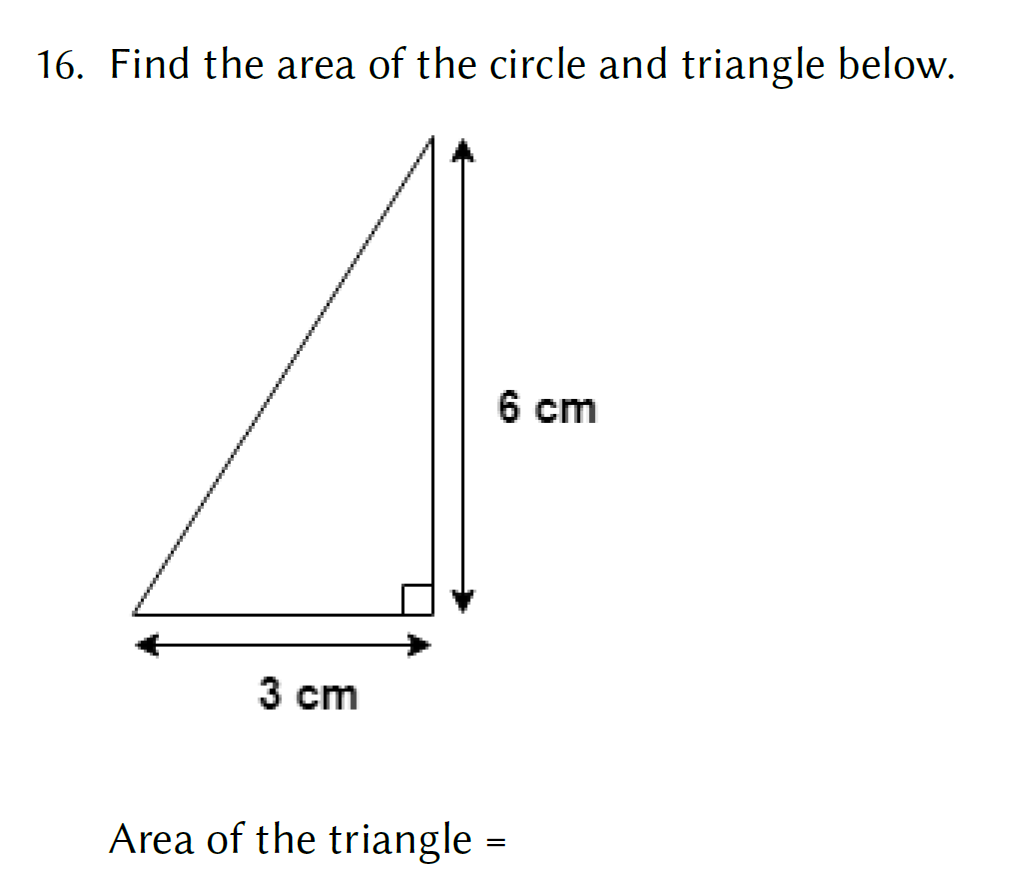 16. Find the area of the circle and triangle below.
6 cm
3 cm
Area of the triangle =